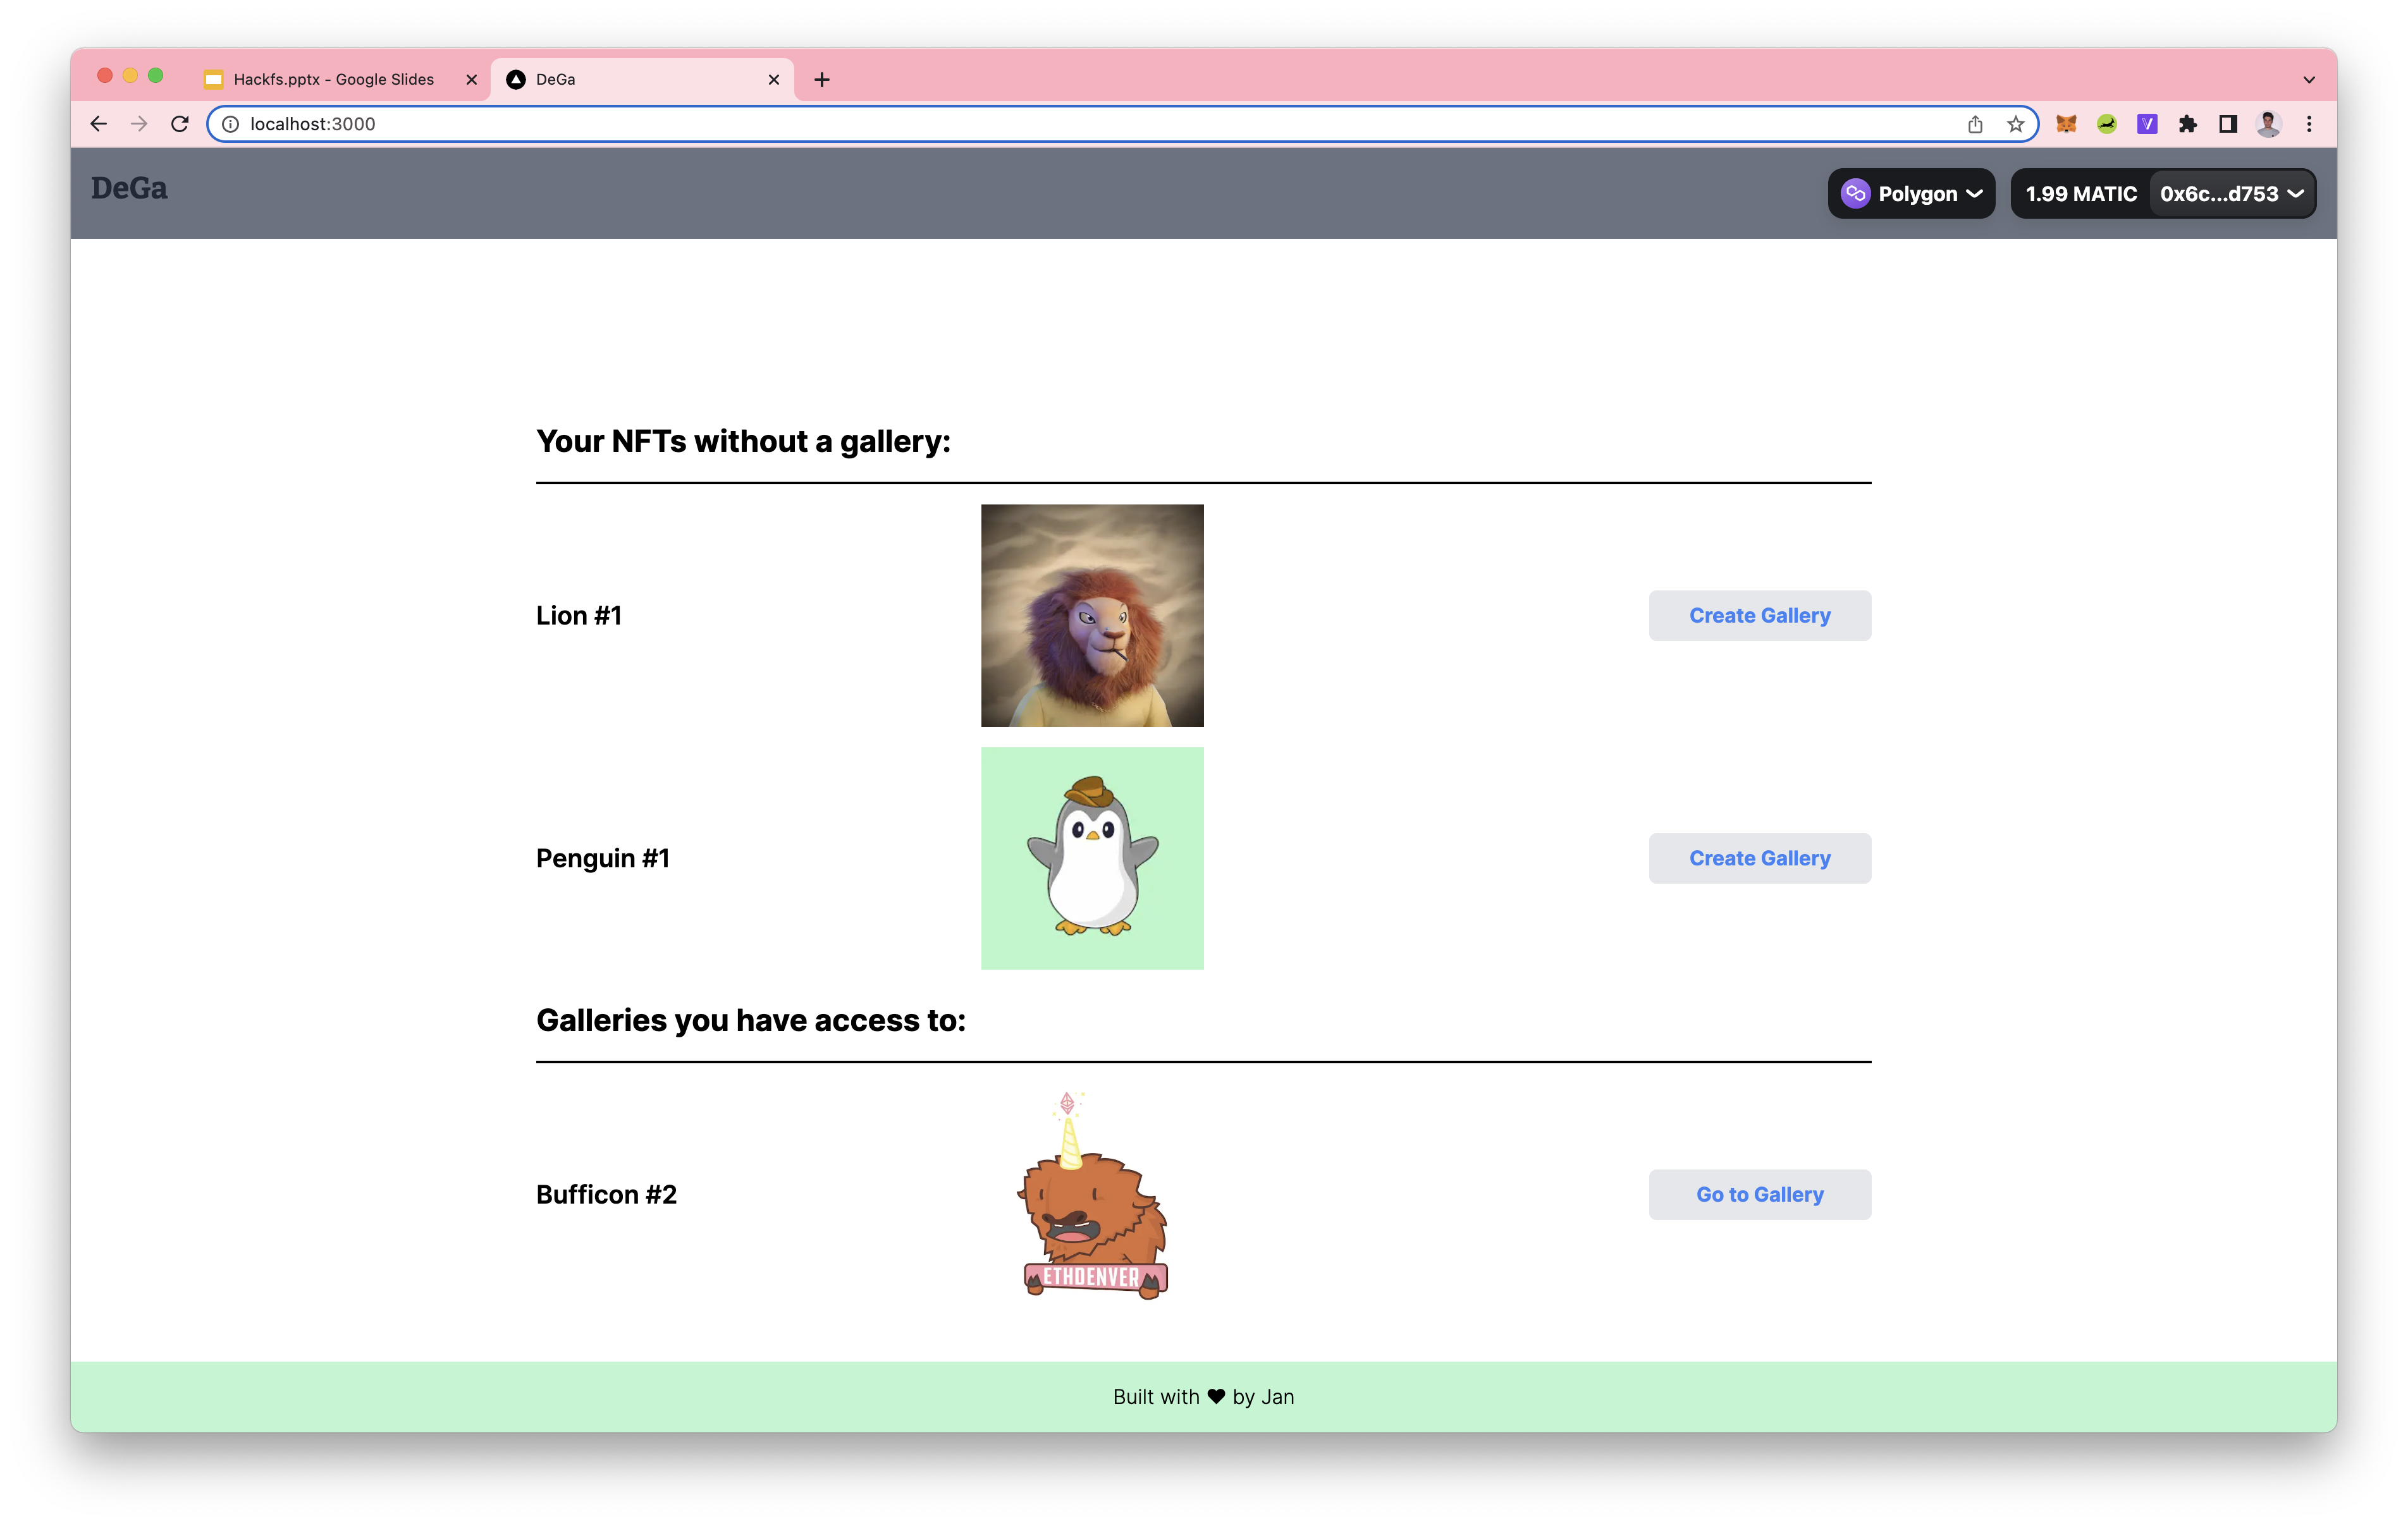 Hackfs.pptx - Google Slides
DeGa
localhost:3000
DeGa
Polygon
1.99 MATIC
0x6c...d753
Your NFTs without a gallery:
Lion #1
Create Gallery
Penguin #1
Create Gallery
Galleries you have access to:
Bufficon #2
ETHDENVER
Go to Gallery
Built with ♥ by Jan